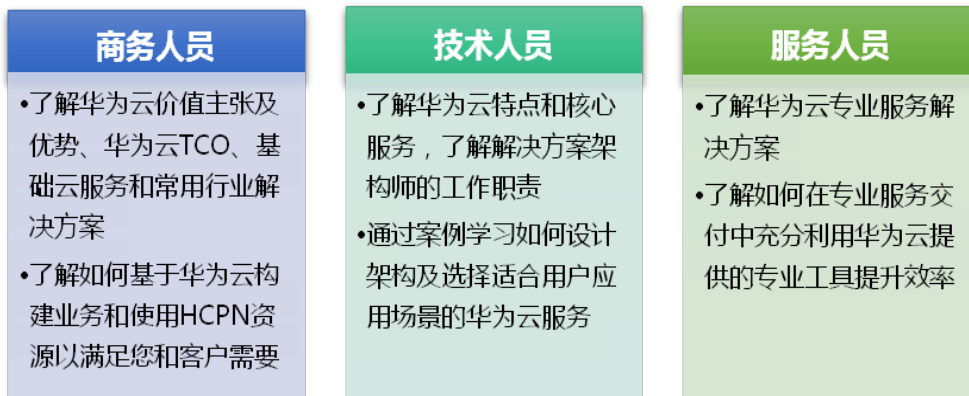 商务人员
•了解华为云价值主张及
优势、华为云TCO、基
础云服务和常用行业解
决方案
•了解如何基于华为云构
建业务和使用HCPN资
源以满足您和客户需要
技术人员
•了解华为云特点和核心
服务，了解解决方案架
构师的工作职责
•通过案例学习如何设计
架构及选择适合用户应
用场景的华为云服务
服务人员
•了解华为云专业服务解
决方案
•了解如何在专业服务交
付中充分利用华为云提
供的专业工具提升效率